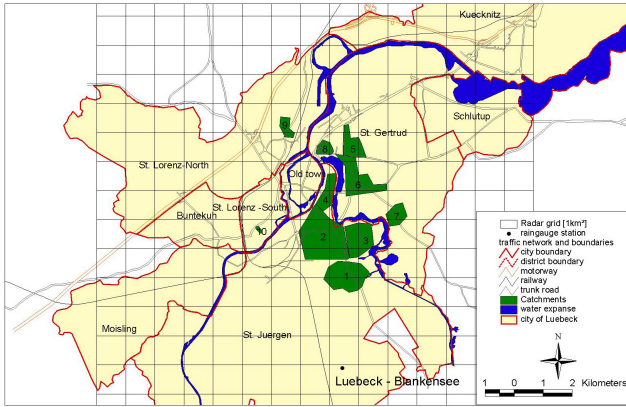 Kuecknitz
9
St. Gertrud
Schlutup
8
5
St. Lorenz-North
Old town
6
4
St. Lorenz -South
Buntekuh
7
10
2
3
1
Moisling
St. Juergen
Luebeck - Blankensee
Radar grid [1km²]
raingauge station
traffic network and boundaries
city boundary
district boundary
motorway
railway
trunk road
Catchments
water expanse
city of Luebeck
N
1 0 1 2 Kilometers